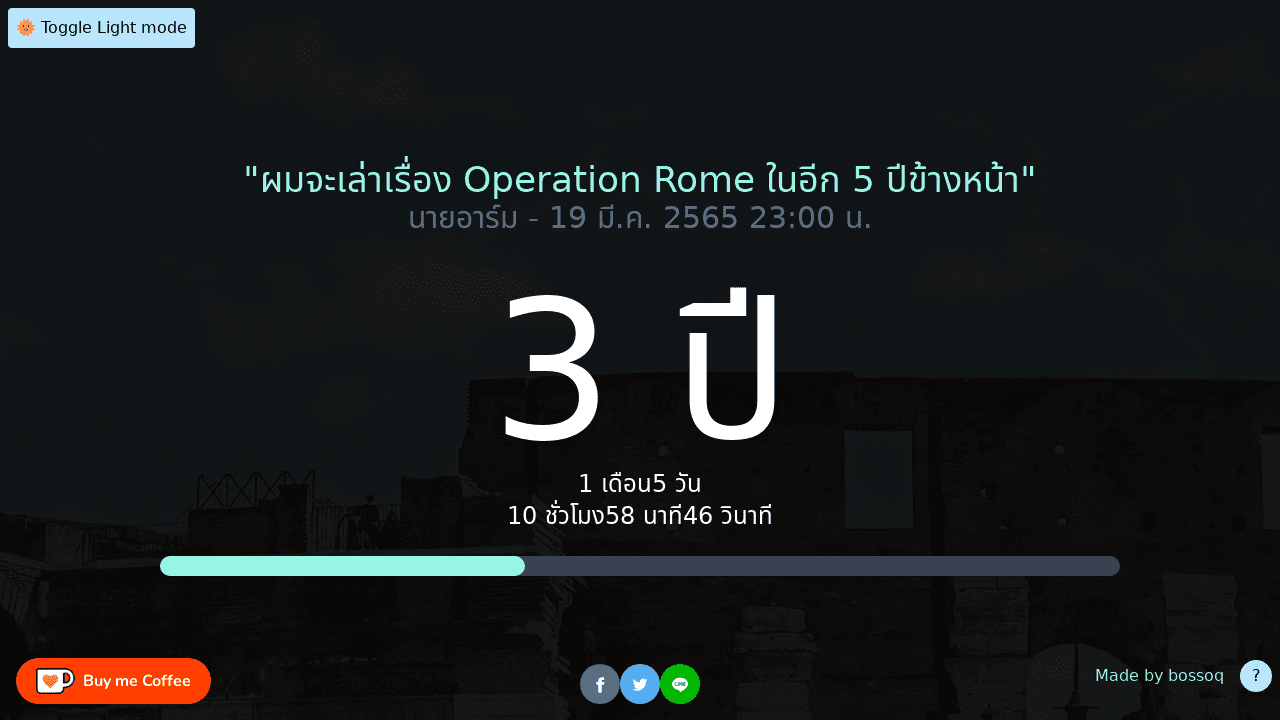 Toggle Light mode
"ผมจะเล่าเรื่อง Operation Rome ในอีก 5 ปีข้างหน้า"
นายอาร์ม - 19 มี.ค. 2565 23:00 น.
3 ปี
1 เดือน5 วัน
10 ชั่วโมง58 นาที46 วินาที
Buy me Coffee
LINE
Made by bossoq
?